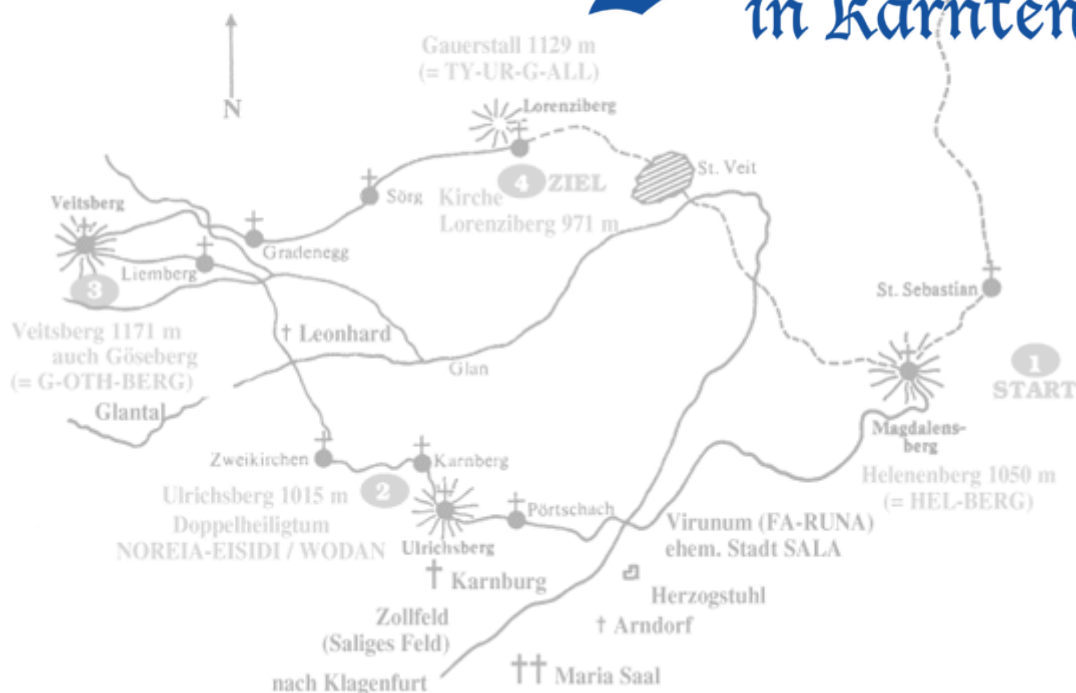 in Kärnten
Gauerstall 1129 m
(= TY-UR-G-ALL)
N
Lorenziberg
St. Veit
4 ZIEL
Sörg
Kirche
Lorenziberg 971 m
Veitsberg
Gradenegg
Liemberg
3
St. Sebastian
Veitsberg 1171 m
auch Göseberg
(= G-OTH-BERG)
† Leonhard
Glan
1
START
Glantal
Magdalens-
berg
Zweikirchen
Karnberg
Helenenberg 1050 m
(= HEL-BERG)
Ulrichsberg 1015 m
2
Doppelheiligtum
NOREIA-EISIDI / WODAN
Pörtschach
Ulrichsberg
Virunum (FA-RUNA)
ehem. Stadt SALA
† Karnburg
Herzogstuhl
Zollfeld
(Saliges Feld)
† Arndorf
†† Maria Saal
nach Klagenfurt